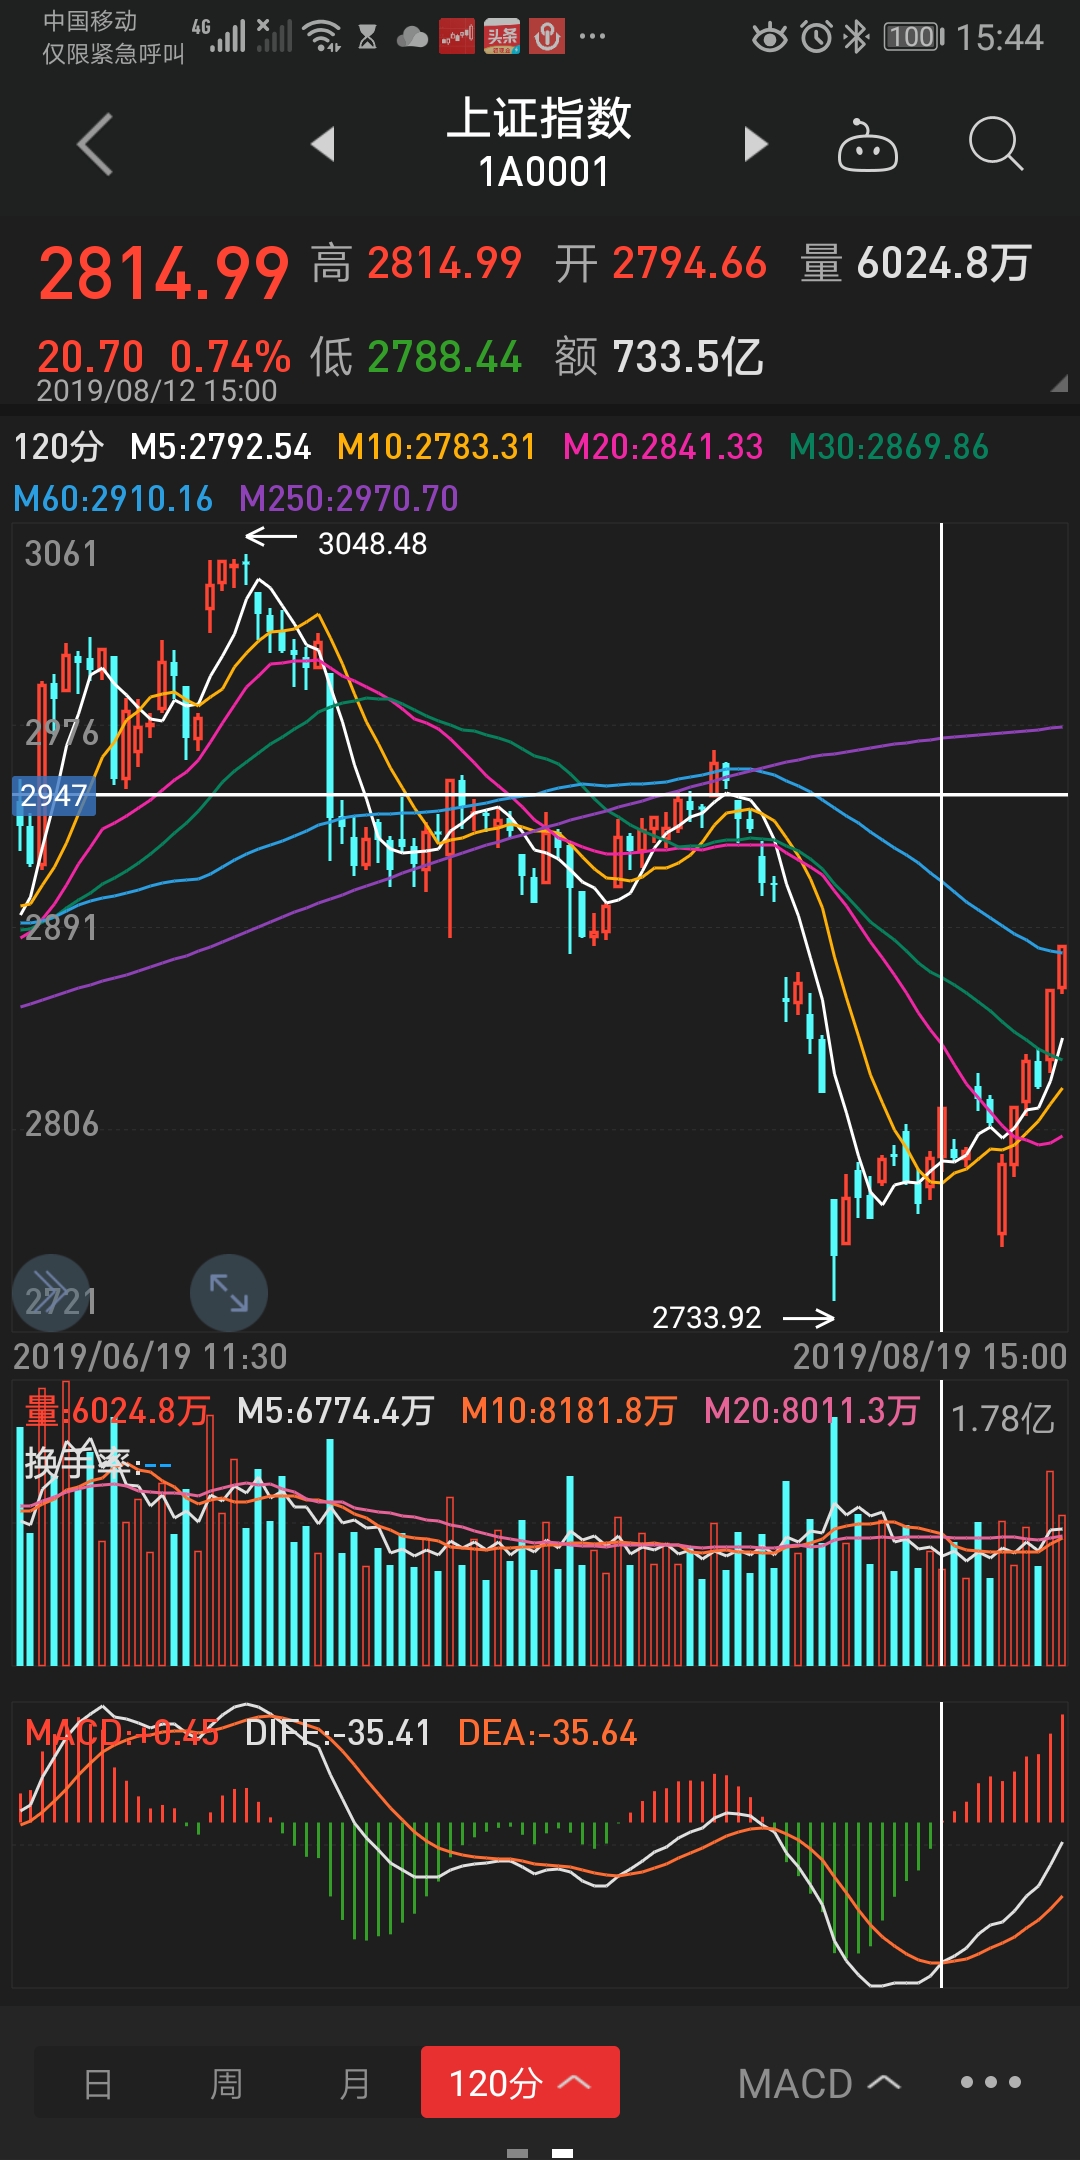 中国移动
仅限紧急呼叫
4G
头条
100
15:44
上证指数
1A0001
2814.99 高 2814.99 开 2794.66 量 6024.8万
20.70 0.74% 低 2788.44 额 733.5亿
2019/08/12 15:00
120分 M5:2792.54 M10:2783.31 M20:2841.33 M30:2869.86
M60:2910.16 M250:2970.70
3061
3048.48
2976
2947
2891
2806
2721
2733.92
2019/06/19 11:30 2019/08/19 15:00
量:6024.8万 M5:6774.4万 M10:8181.8万 M20:8011.3万 1.78亿
换手率:--
MACD:+0.45 DIFF:-35.41 DEA:-35.64
日 周 月 120分 MACD